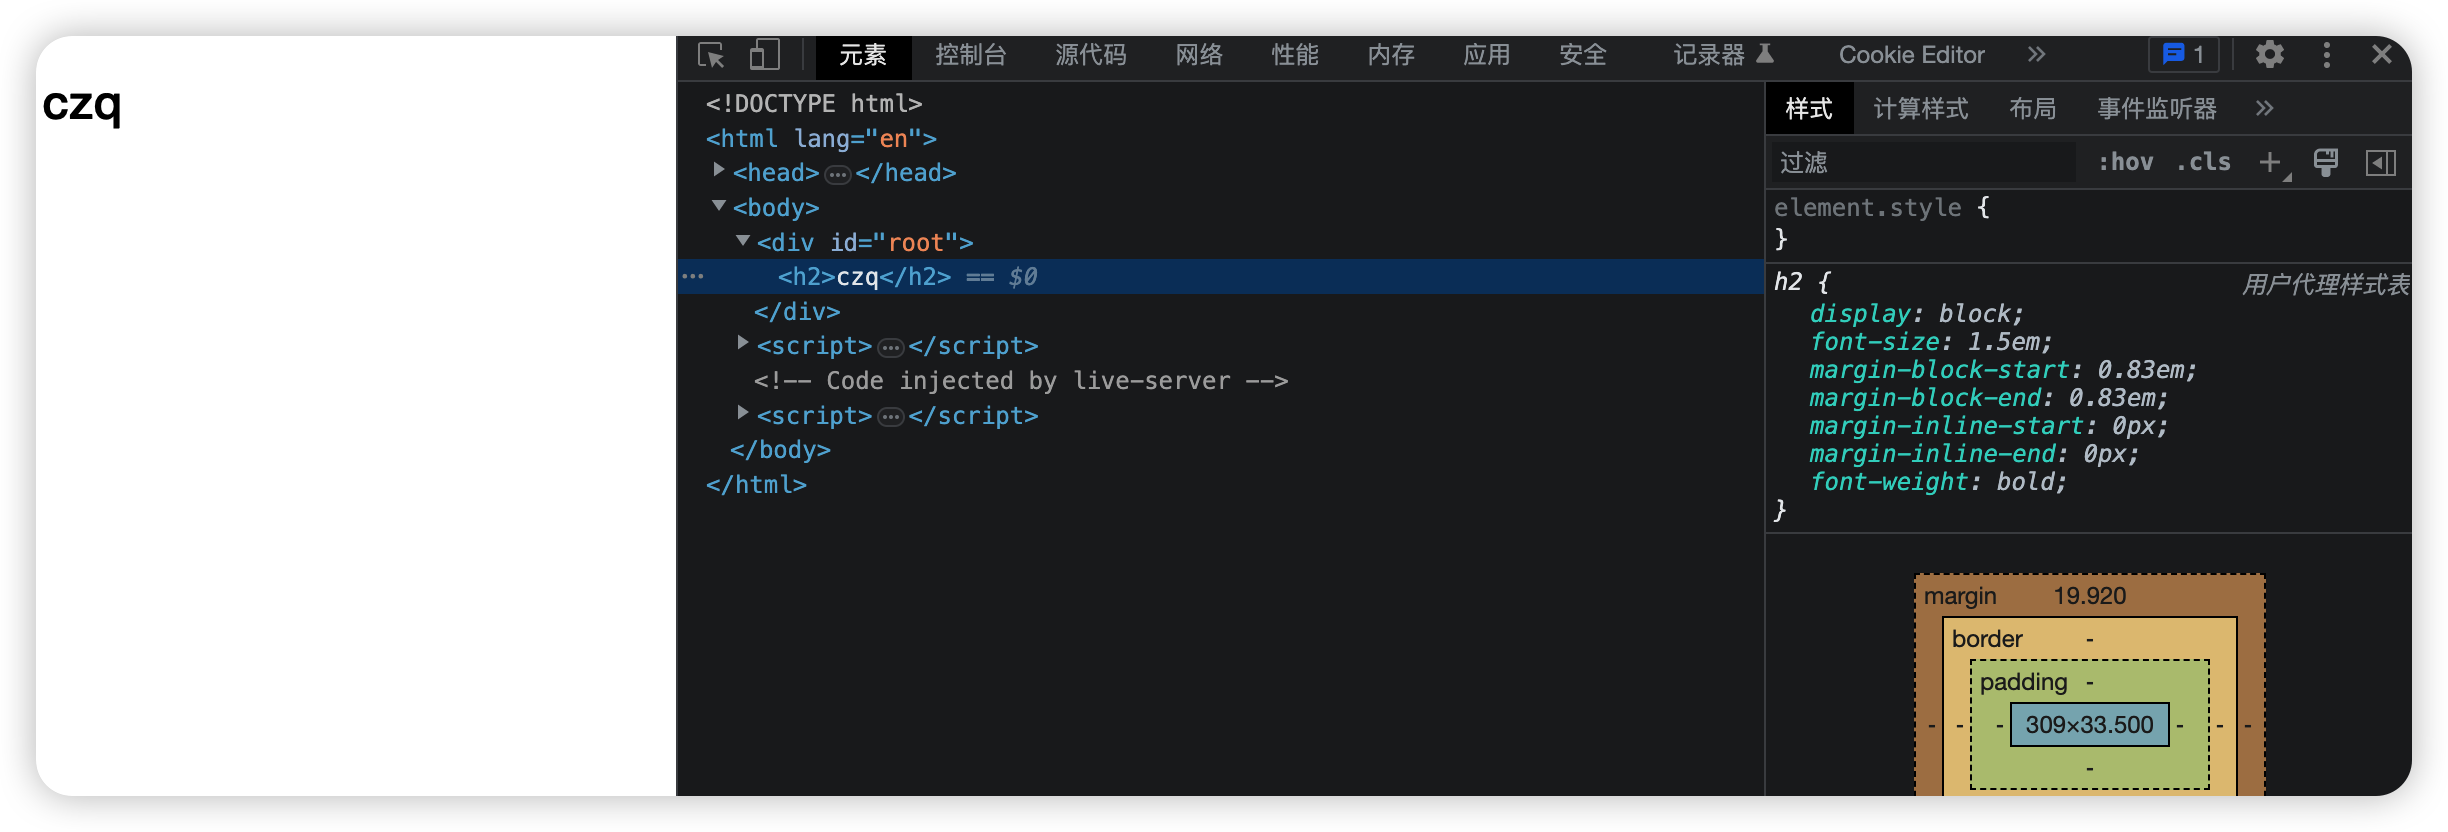 czq
元素 控制台 源代码 网络 性能 内存 应用 安全 记录器 Cookie Editor 1
<!DOCTYPE html>
<html lang="en">
<head>…</head>
<body>
<div id="root">
<h2>czq</h2> == $0
</div>
<script>…</script>
<!-- Code injected by live-server -->
<script>…</script>
</body>
</html>
样式 计算样式 布局 事件监听器
过滤 :hov .cls
element.style {
}
h2 { 用户代理样式表
display: block;
font-size: 1.5em;
margin-block-start: 0.83em;
margin-block-end: 0.83em;
margin-inline-start: 0px;
margin-inline-end: 0px;
font-weight: bold;
}
margin 19.920
border -
padding -
- - - 309×33.500 - - -
-